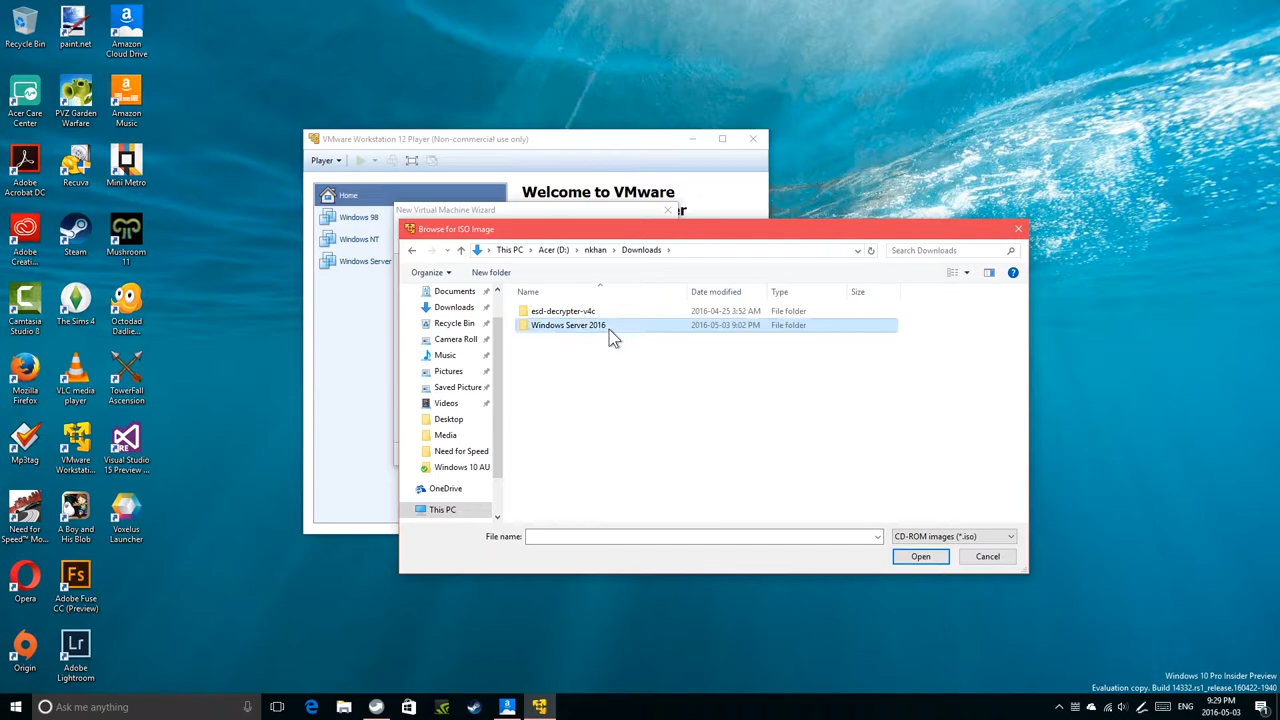 Recycle Bin
paint.net
Amazon
Cloud Drive
Acer Care
Center
PVZ Garden
Warfare
Amazon
Music
Adobe
Acrobat DC
Recuva
Mini Metro
Adobe
Creati...
Steam
Mushroom
11
Camtasia
Studio 8
The Sims 4
Octodad
Dadlie...
Mozilla
Firefox
VLC media
player
TowerFall
Ascension
Mp3tag
VMware
Workstati...
Visual Studio
15 Preview ...
Need for
Speed™ Mo...
A Boy and
His Blob
Voxelus
Launcher
Opera
Adobe Fuse
CC (Preview)
Origin
Adobe
Lightroom
VMware Workstation 12 Player (Non-commercial use only)
Player
Home
Windows 98
Windows NT
Windows Server
Welcome to VMware
New Virtual Machine Wizard
Browse for ISO Image
This PC > Acer (D:) > nkhan > Downloads >
Search Downloads
Organize
New folder
Documents
Downloads
Recycle Bin
Camera Roll
Music
Pictures
Saved Picture
Videos
Desktop
Media
Need for Speed
Windows 10 AU
OneDrive
This PC
Name Date modified Type Size
esd-decrypter-v4c 2016-04-25 3:52 AM File folder
Windows Server 2016 2016-05-03 9:02 PM File folder
File name:
CD-ROM images (*.iso)
Open
Cancel
Windows 10 Pro Insider Preview
Evaluation copy. Build 14332.rs1_release.160422-1940
Ask me anything
ENG
9:29 PM
2016-05-03